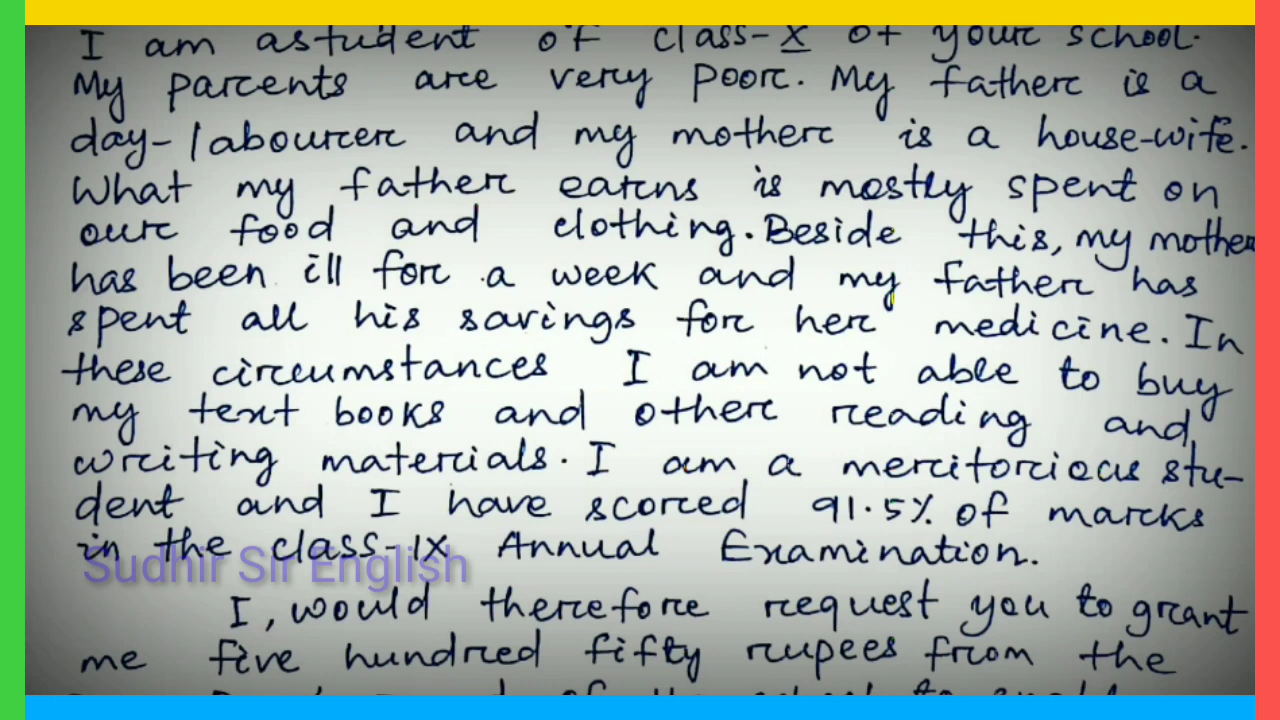 I am astudent of class-X of your school.
My parents are very poor. My father is a
day-labourer and my mother is a house-wife.
What my father earns is mostly spent on
our food and clothing. Beside this, my mother
has been ill for a week and my father has
spent all his savings for her medicine. In
these circumstances I am not able to buy
my text books and other reading and
writing materials. I am a meritorious stu-
dent and I have scored 91.5% of marks
in the class-IX Annual Examination.
Sudhir Sir English
I, would therefore request you to grant
me five hundred fifty rupees from the